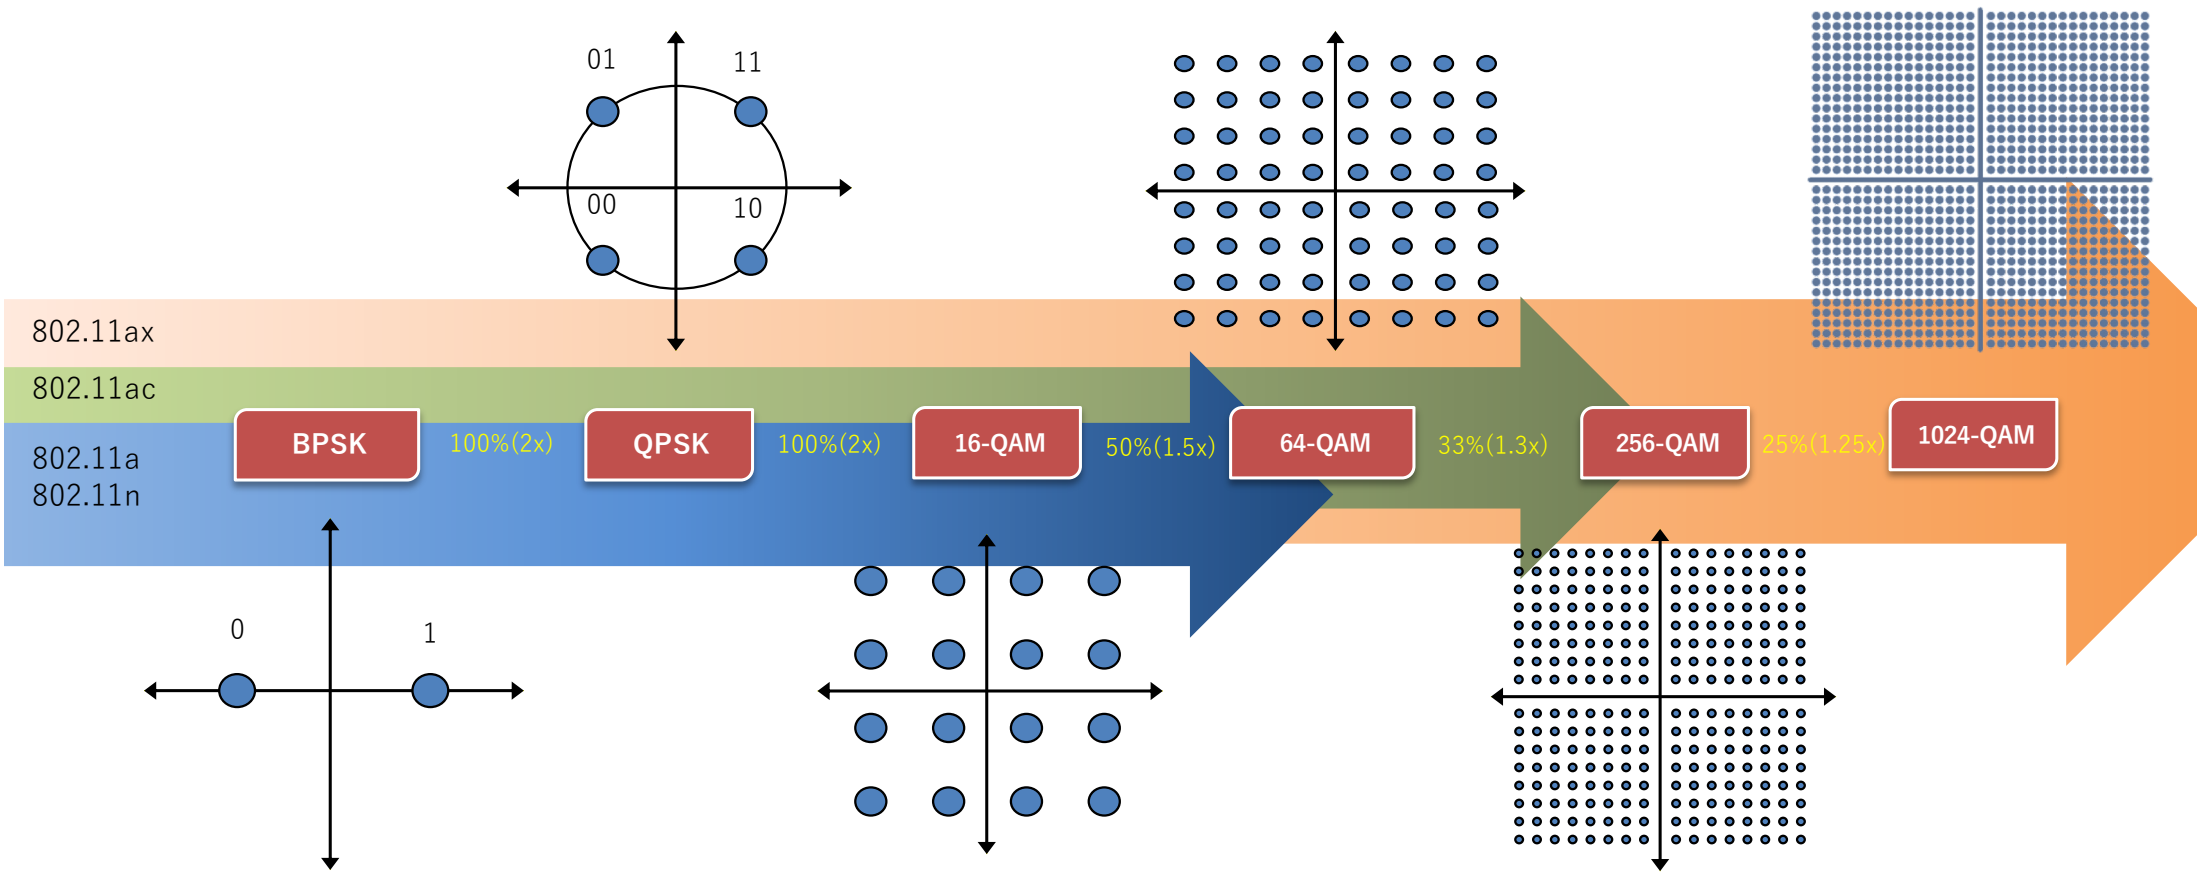 01 11
00 10
802.11ax
802.11ac
802.11a
802.11n
BPSK 100%(2x) QPSK 100%(2x) 16-QAM 50%(1.5x) 64-QAM 33%(1.3x) 256-QAM 25%(1.25x) 1024-QAM
0 1